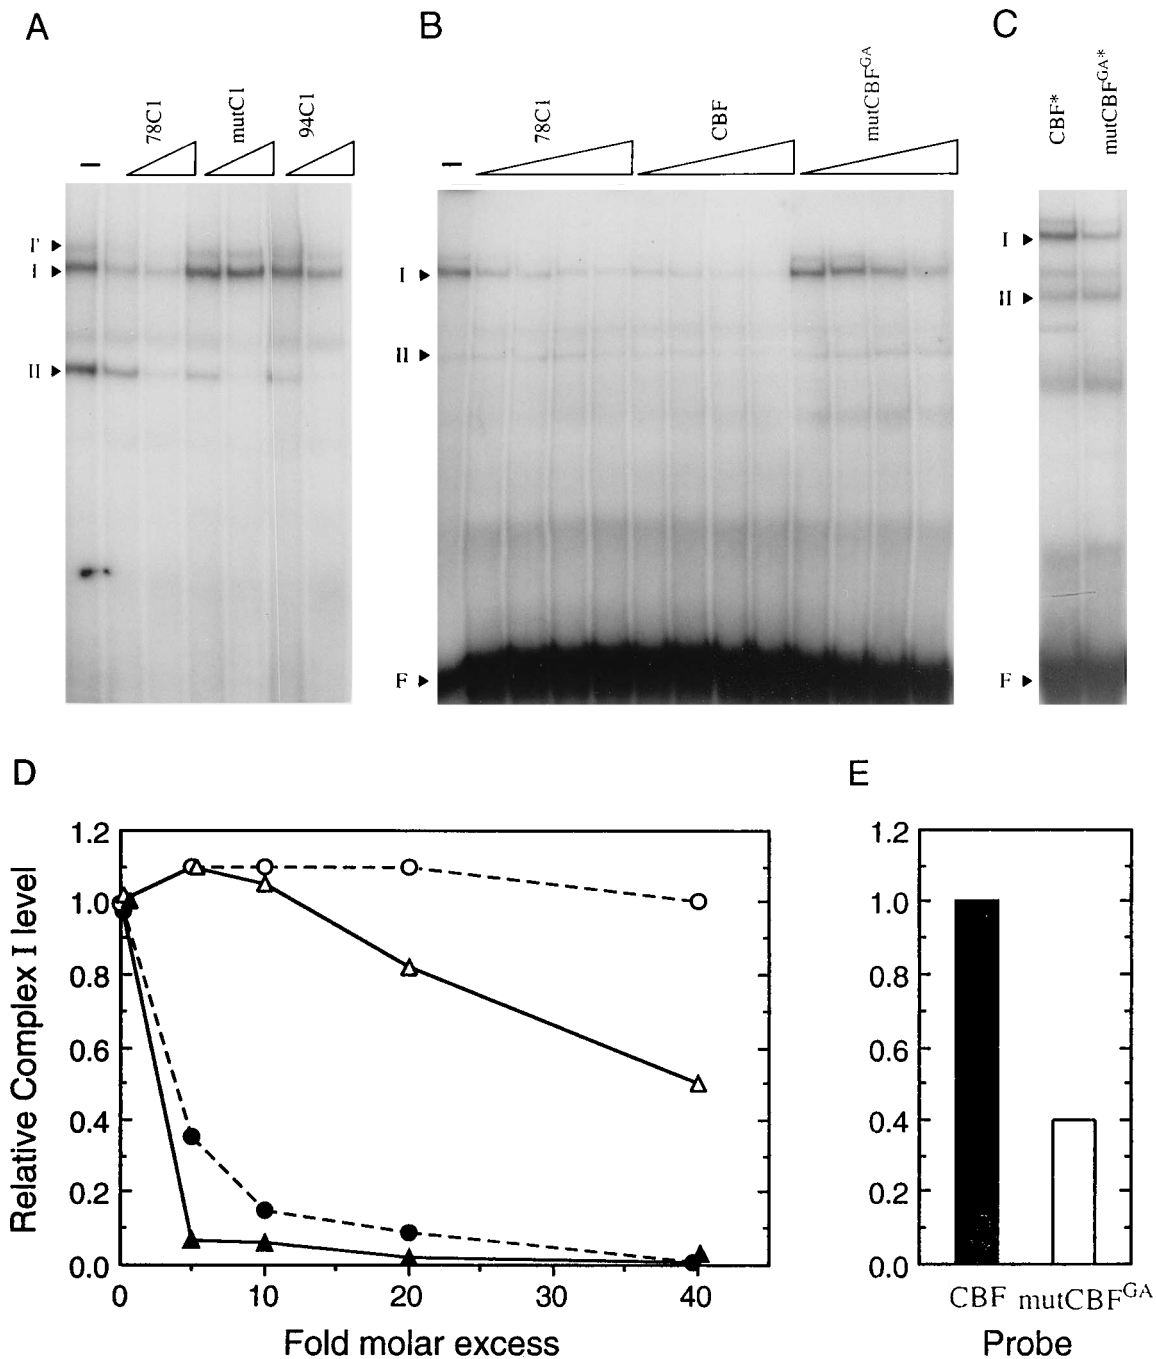 A
B
C
78C1
mutC1
94C1
78C1
CBF
mutCBF^GA
CBF*
mutCBF^GA*
–
–
I'
I
II
I
II
F
I
II
F
D
E
Relative Complex I level
1.2
1.0
0.8
0.6
0.4
0.2
0.0
0
10
20
30
40
Fold molar excess
1.2
1.0
0.8
0.6
0.4
0.2
0.0
CBF
mutCBF^GA
Probe